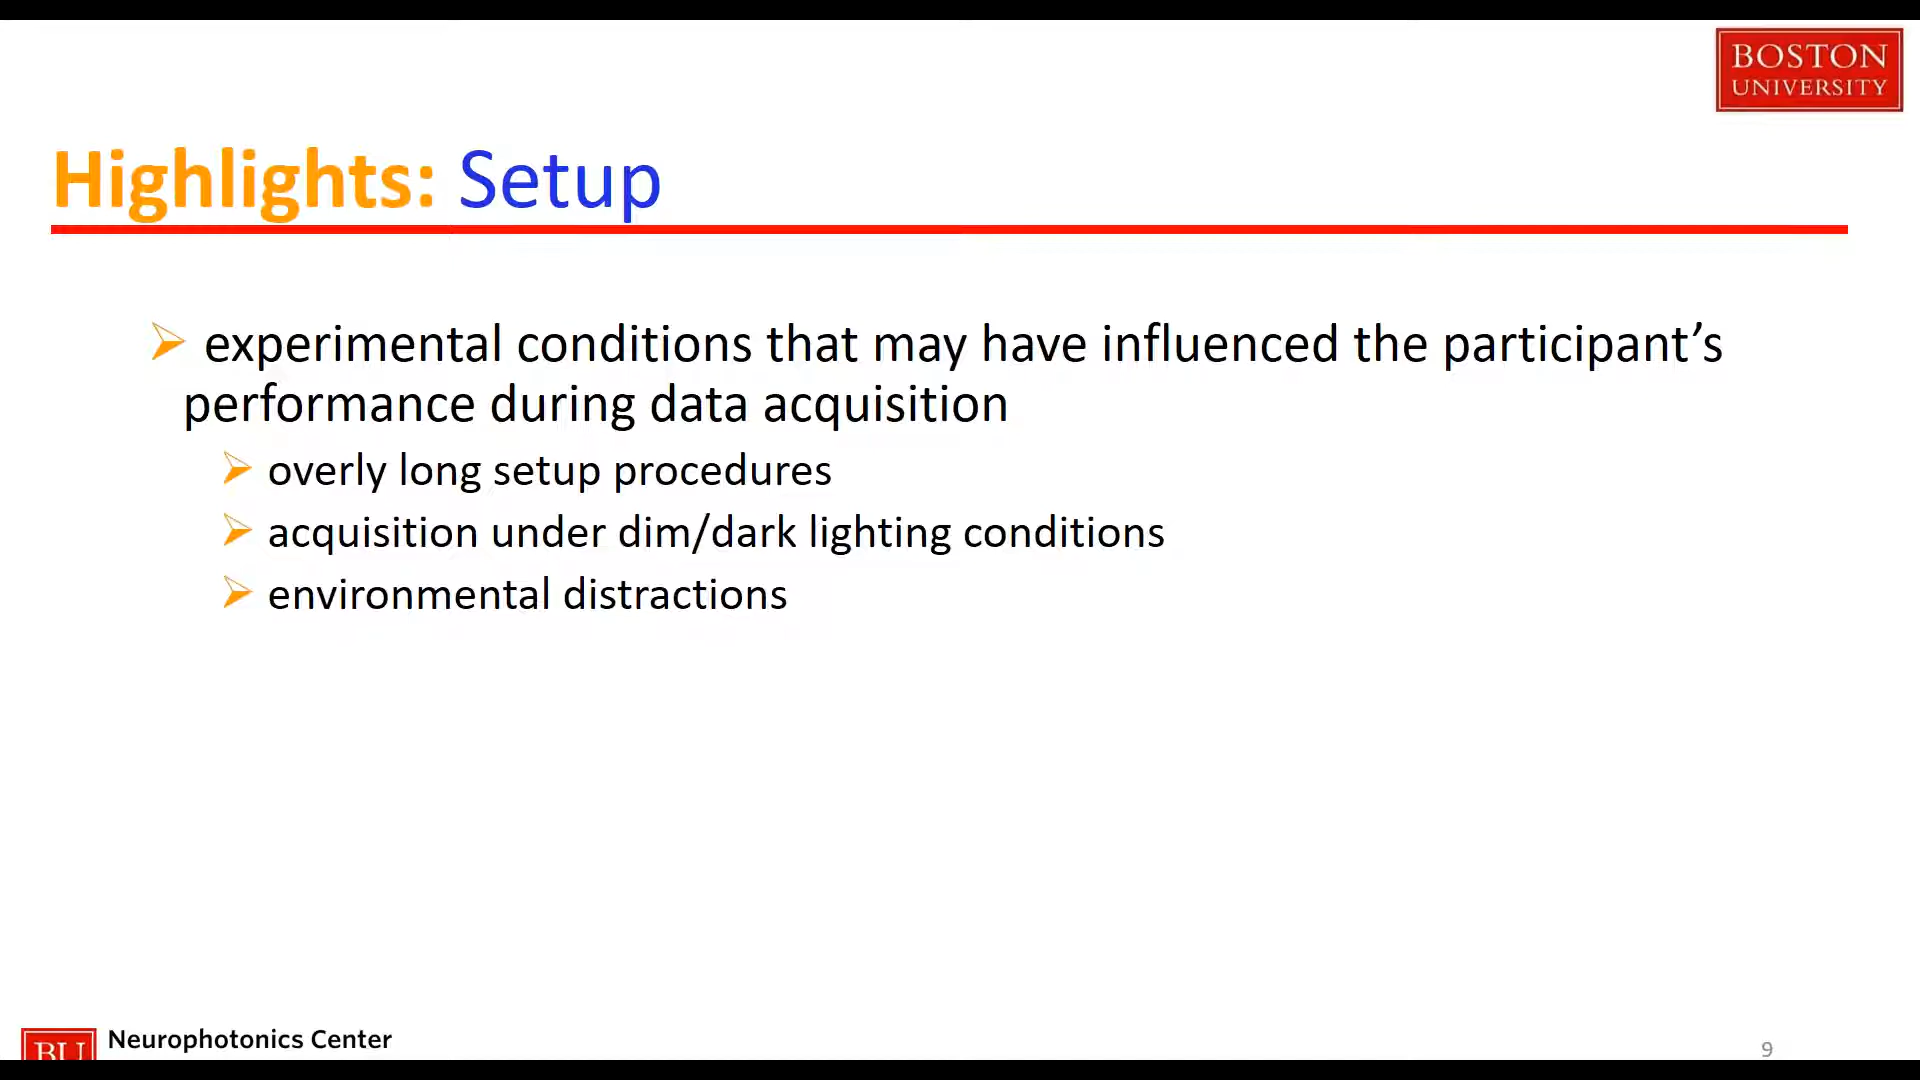 BOSTON
UNIVERSITY
Highlights: Setup
experimental conditions that may have influenced the participant’s
performance during data acquisition
overly long setup procedures
acquisition under dim/dark lighting conditions
environmental distractions
BU
Neurophotonics Center
9